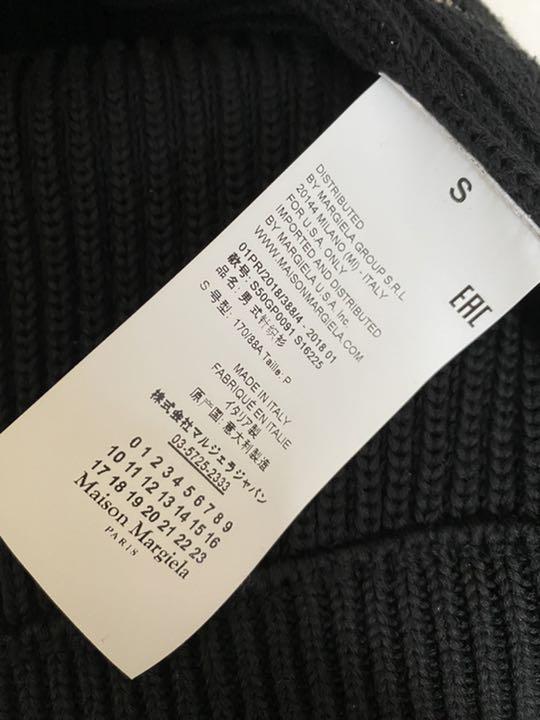 S
EAC
DISTRIBUTED
BY MARGIELA GROUP S.R.L
20144 MILANO (MI) - ITALY
FOR U.S.A. ONLY
IMPORTED AND DISTRIBUTED
BY MARGIELA U.S.A. Inc.
WWW.MAISONMARGIELA.COM
01PR/2018/388/4 - 2018 01
款号: S50GP0091 S16225
品名: 男式针织衫
S 号型: 170/88A Taille: P
MADE IN ITALY
FABRIQUÉ EN ITALIE
イタリア製
原产国: 意大利製造
株式会社マルジェラジャパン
03-5725-2333
0 1 2 3 4 5 6 7 8 9
10 11 12 13 14 15 16
17 18 19 20 21 22 23
Maison Margiela
PARIS